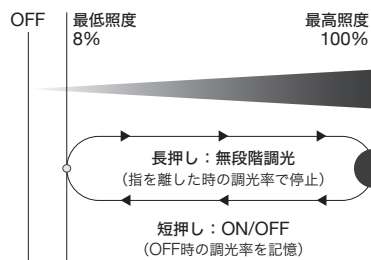 OFF
最低照度
8%
最高照度
100%
長押し：無段階調光
（指を離した時の調光率で停止）
短押し：ON/OFF
（OFF時の調光率を記憶）